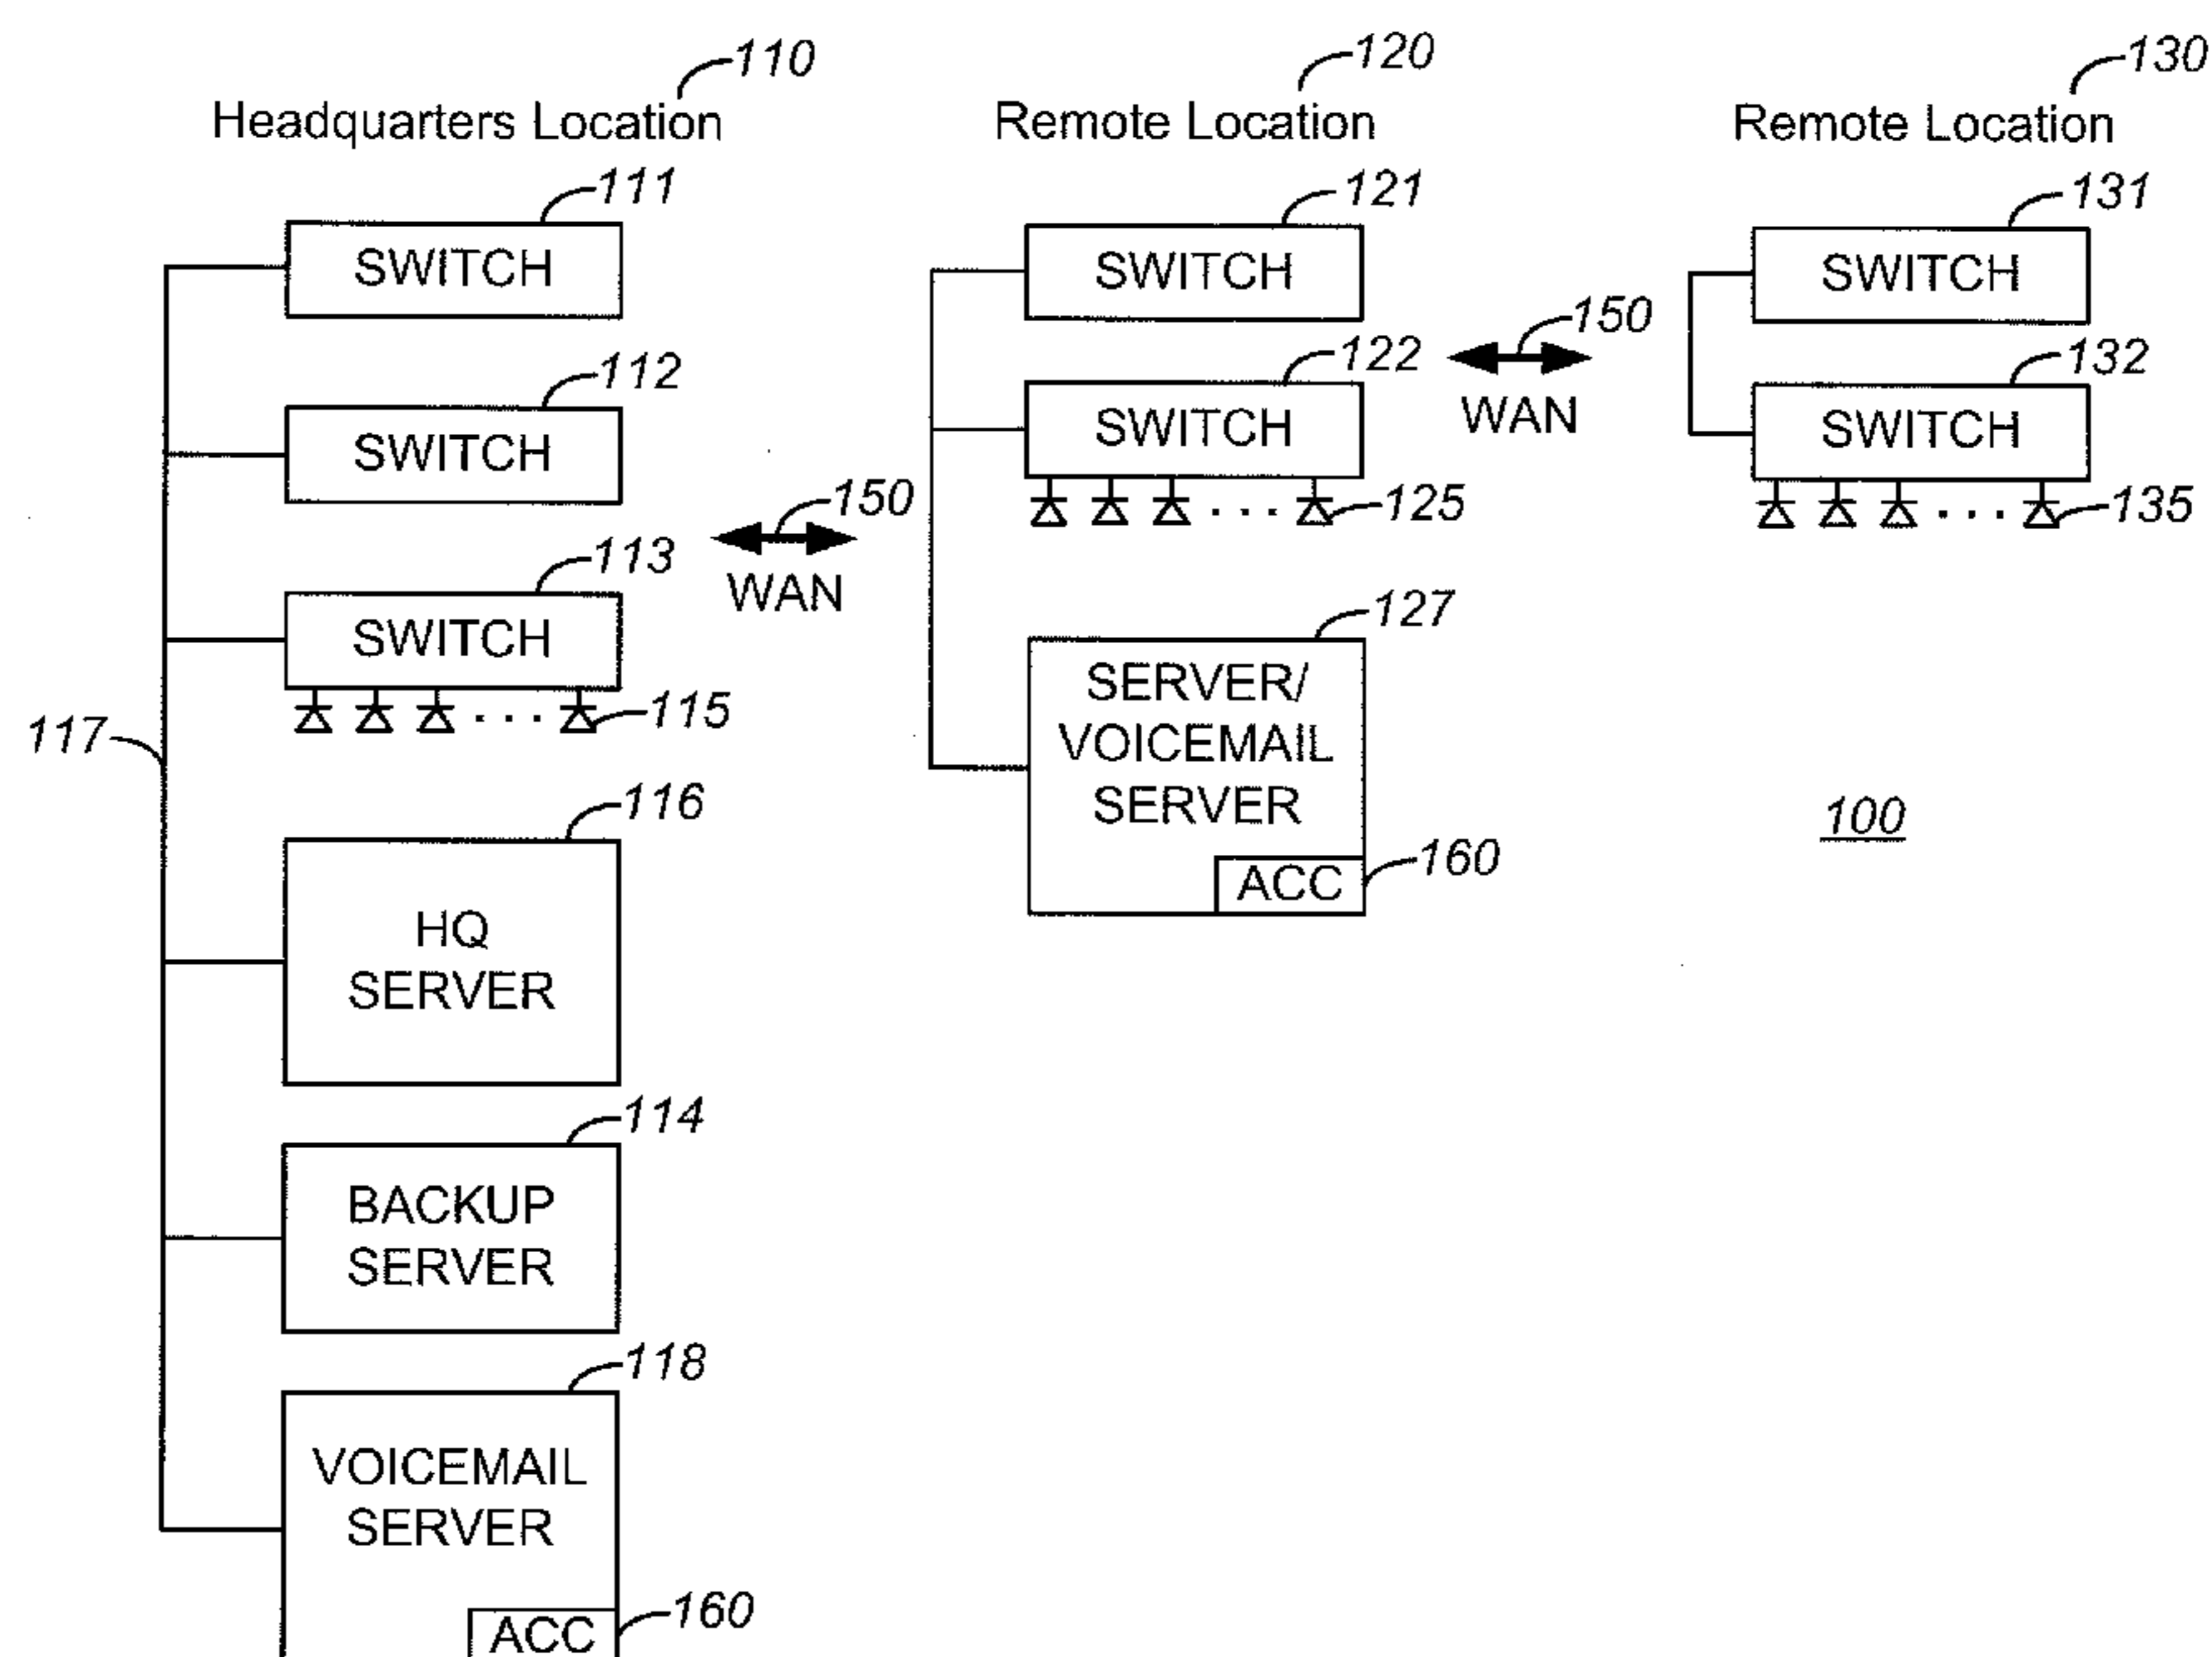 110
Headquarters Location
111
SWITCH
112
SWITCH
113
SWITCH
115
117
116
HQ
SERVER
114
BACKUP
SERVER
118
VOICEMAIL
SERVER
ACC
160
150
WAN
120
Remote Location
121
SWITCH
122
SWITCH
125
127
SERVER/
VOICEMAIL
SERVER
ACC
160
150
WAN
130
Remote Location
131
SWITCH
132
SWITCH
135
100